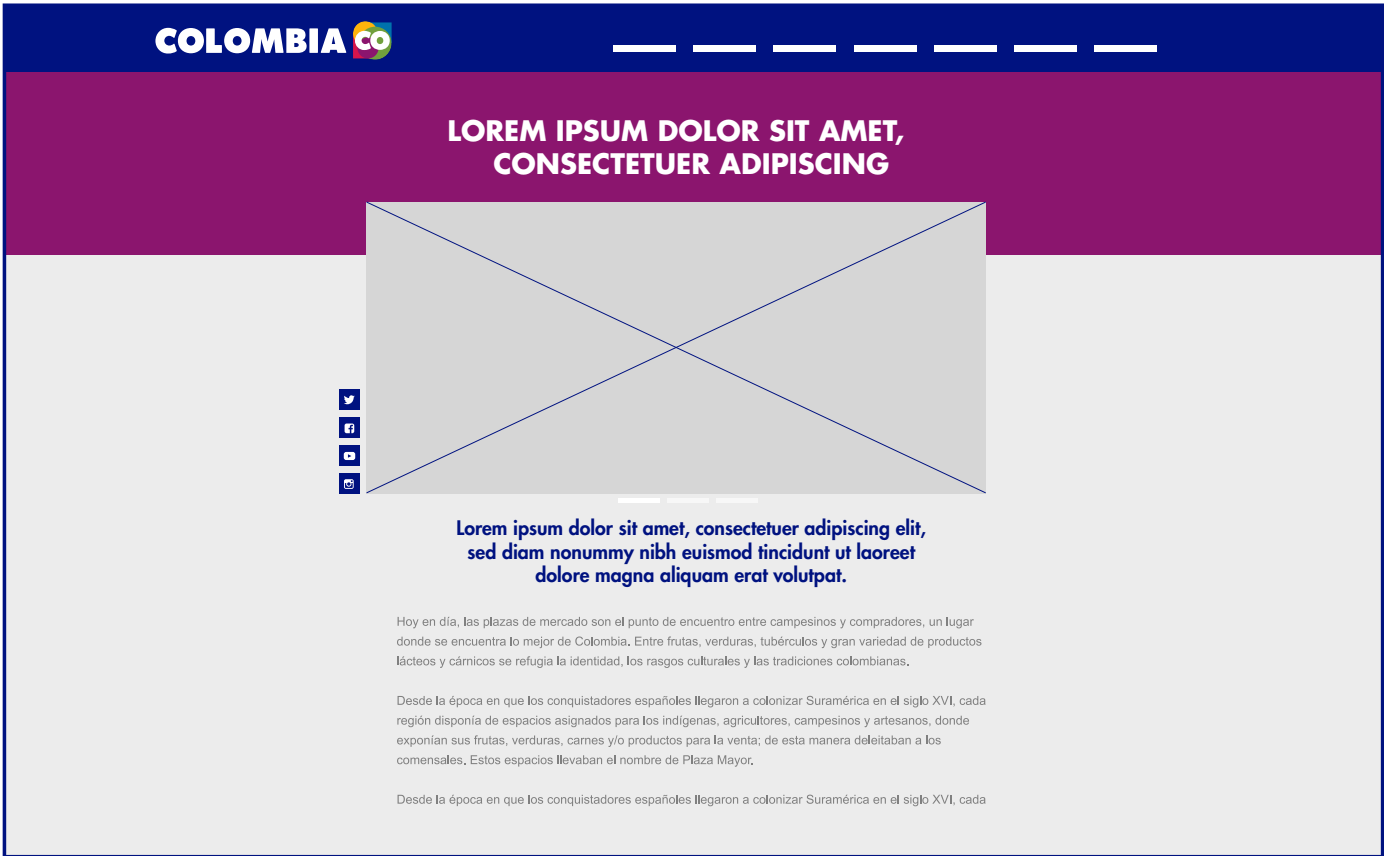 COLOMBIA CO
LOREM IPSUM DOLOR SIT AMET,
CONSECTETUER ADIPISCING
Lorem ipsum dolor sit amet, consectetuer adipiscing elit,
sed diam nonummy nibh euismod tincidunt ut laoreet
dolore magna aliquam erat volutpat.
Hoy en día, las plazas de mercado son el punto de encuentro entre campesinos y compradores, un lugar
donde se encuentra lo mejor de Colombia. Entre frutas, verduras, tubérculos y gran variedad de productos
lácteos y cárnicos se refugia la identidad, los rasgos culturales y las tradiciones colombianas.
Desde la época en que los conquistadores españoles llegaron a colonizar Suramérica en el siglo XVI, cada
región disponía de espacios asignados para los indígenas, agricultores, campesinos y artesanos, donde
exponían sus frutas, verduras, carnes y/o productos para la venta; de esta manera deleitaban a los
comensales. Estos espacios llevaban el nombre de Plaza Mayor.
Desde la época en que los conquistadores españoles llegaron a colonizar Suramérica en el siglo XVI, cada